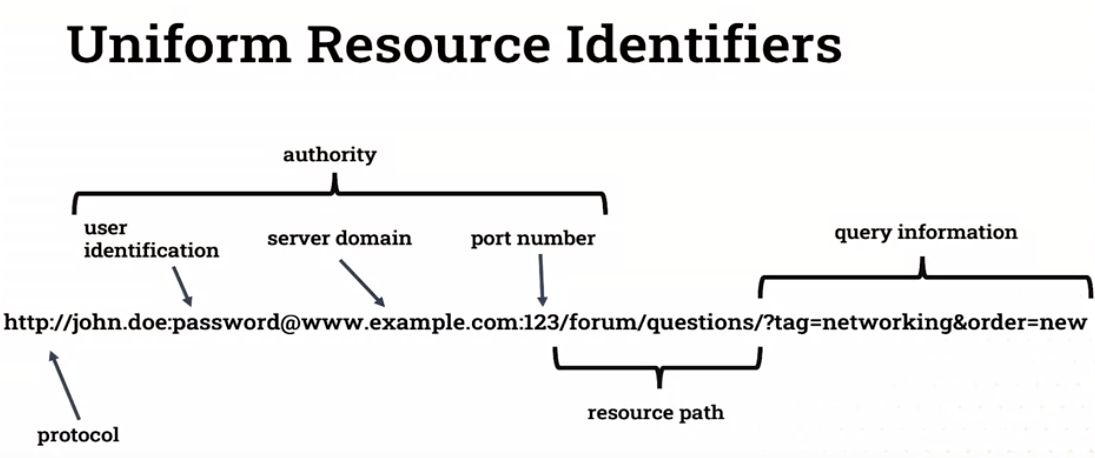 Uniform Resource Identifiers
authority
user
identification
server domain
port number
query information
http://john.doe:password@www.example.com:123/forum/questions/?tag=networking&order=new
resource path
protocol